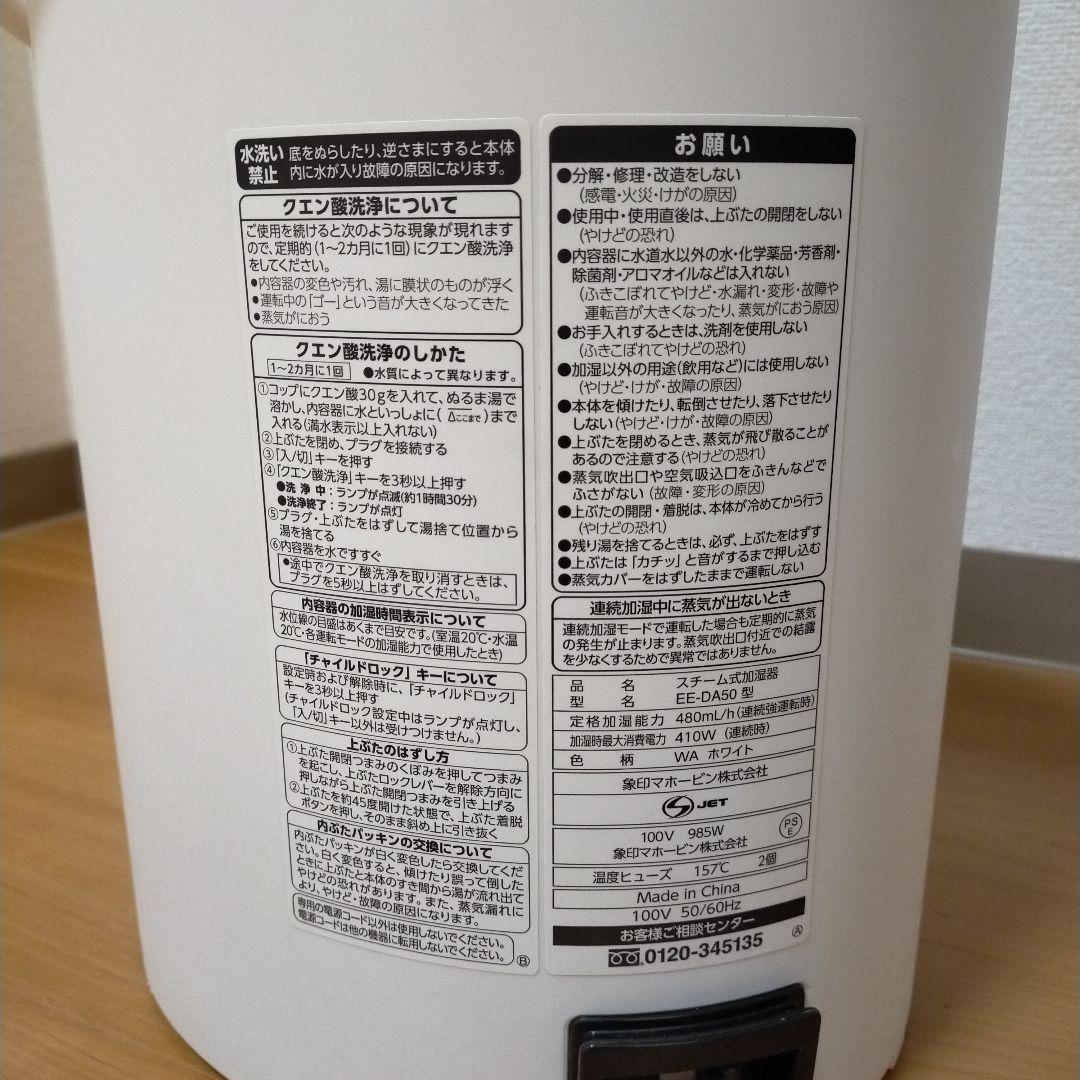 水洗い禁止 底をぬらしたり、逆さまにすると本体
内に水が入り故障の原因になります。
クエン酸洗浄について
ご使用を続けると次のような現象が現れます
ので、定期的(1〜2カ月に1回)にクエン酸洗浄
をしてください。
●内容器の変色や汚れ、湯に膜状のものが浮く
●運転中の「ゴー」という音が大きくなってきた
●蒸気がにおう
クエン酸洗浄のしかた
1〜2カ月に1回 ●水質によって異なります。
①コップにクエン酸30gを入れて、ぬるま湯で
溶かし、内容器に水といっしょに(△ここまで)まで
入れる(満水表示以上入れない)
②上ぶたを閉め、プラグを接続する
③「入/切」キーを押す
④「クエン酸洗浄」キーを3秒以上押す
●洗浄中:ランプが点滅(約1時間30分)
●洗浄終了:ランプが点灯
⑤プラグ・上ぶたをはずして湯捨て位置から
湯を捨てる
⑥内容器を水ですすぐ
●途中でクエン酸洗浄を取り消すときは、
プラグを5秒以上はずしてください。
内容器の加湿時間表示について
水位線の目盛はあくまで目安です。(室温20℃・水温
20℃・各運転モードの加湿能力で使用したとき)
「チャイルドロック」キーについて
設定時および解除時に、「チャイルドロック」
キーを3秒以上押す
(チャイルドロック設定中はランプが点灯し、
「入/切」キー以外は受けつけません。)
上ぶたのはずし方
①上ぶた開閉つまみのくぼみを押してつまみ
を起こし、上ぶたロックレバーを解除方向に
押しながら上ぶた開閉つまみを引き上げる
②上ぶたを約45度開けた状態で、上ぶた着脱
ボタンを押し、そのまま斜め上に引き抜く
内ぶたパッキンの交換について
内ぶたパッキンが白く変色したら交換してくだ
さい。白く変色すると、傾けたり誤って倒した
ときに上ぶたと本体のすき間から湯が流れ出て
やけどの恐れがあります。また、蒸気漏れに
より、やけど・故障の原因になります。
専用の電源コード以外は使用しないでください。
電源コードは他の機器に転用しないでください。
Ⓑ
お願い
●分解・修理・改造をしない
(感電・火災・けがの原因)
●使用中・使用直後は、上ぶたの開閉をしない
(やけどの恐れ)
●内容器に水道水以外の水・化学薬品・芳香剤・
除菌剤・アロマオイルなどは入れない
(ふきこぼれてやけど・水漏れ・変形・故障や
運転音が大きくなったり、蒸気がにおう原因)
●お手入れするときは、洗剤を使用しない
(ふきこぼれてやけどの恐れ)
●加湿以外の用途(飲用など)には使用しない
(やけど・けが・故障の原因)
●本体を傾けたり、転倒させたり、落下させたり
しない(やけど・けが・故障の原因)
●上ぶたを閉めるとき、蒸気が飛び散ることが
あるので注意する(やけどの恐れ)
●蒸気吹出口や空気吸込口をふきんなどで
ふさがない(故障・変形の原因)
●上ぶたの開閉・着脱は、本体が冷めてから行う
(やけどの恐れ)
●残り湯を捨てるときは、必ず、上ぶたをはずす
●上ぶたは「カチッ」と音がするまで押し込む
●蒸気カバーをはずしたままで運転しない
連続加湿中に蒸気が出ないとき
連続加湿モードで運転した場合も定期的に蒸気
の発生が止まります。蒸気吹出口付近での結露
を少なくするためで異常ではありません。
品名 スチーム式加湿器
型名 EE-DA50 型
定格加湿能力 480mL/h(連続強運転時)
加湿時最大消費電力 410W(連続時)
色柄 WA ホワイト
象印マホービン株式会社
JET
100V 985W
象印マホービン株式会社
PS
E
温度ヒューズ 157℃ 2個
Made in China
100V 50/60Hz
お客様ご相談センター
0120-345135
Ⓐ